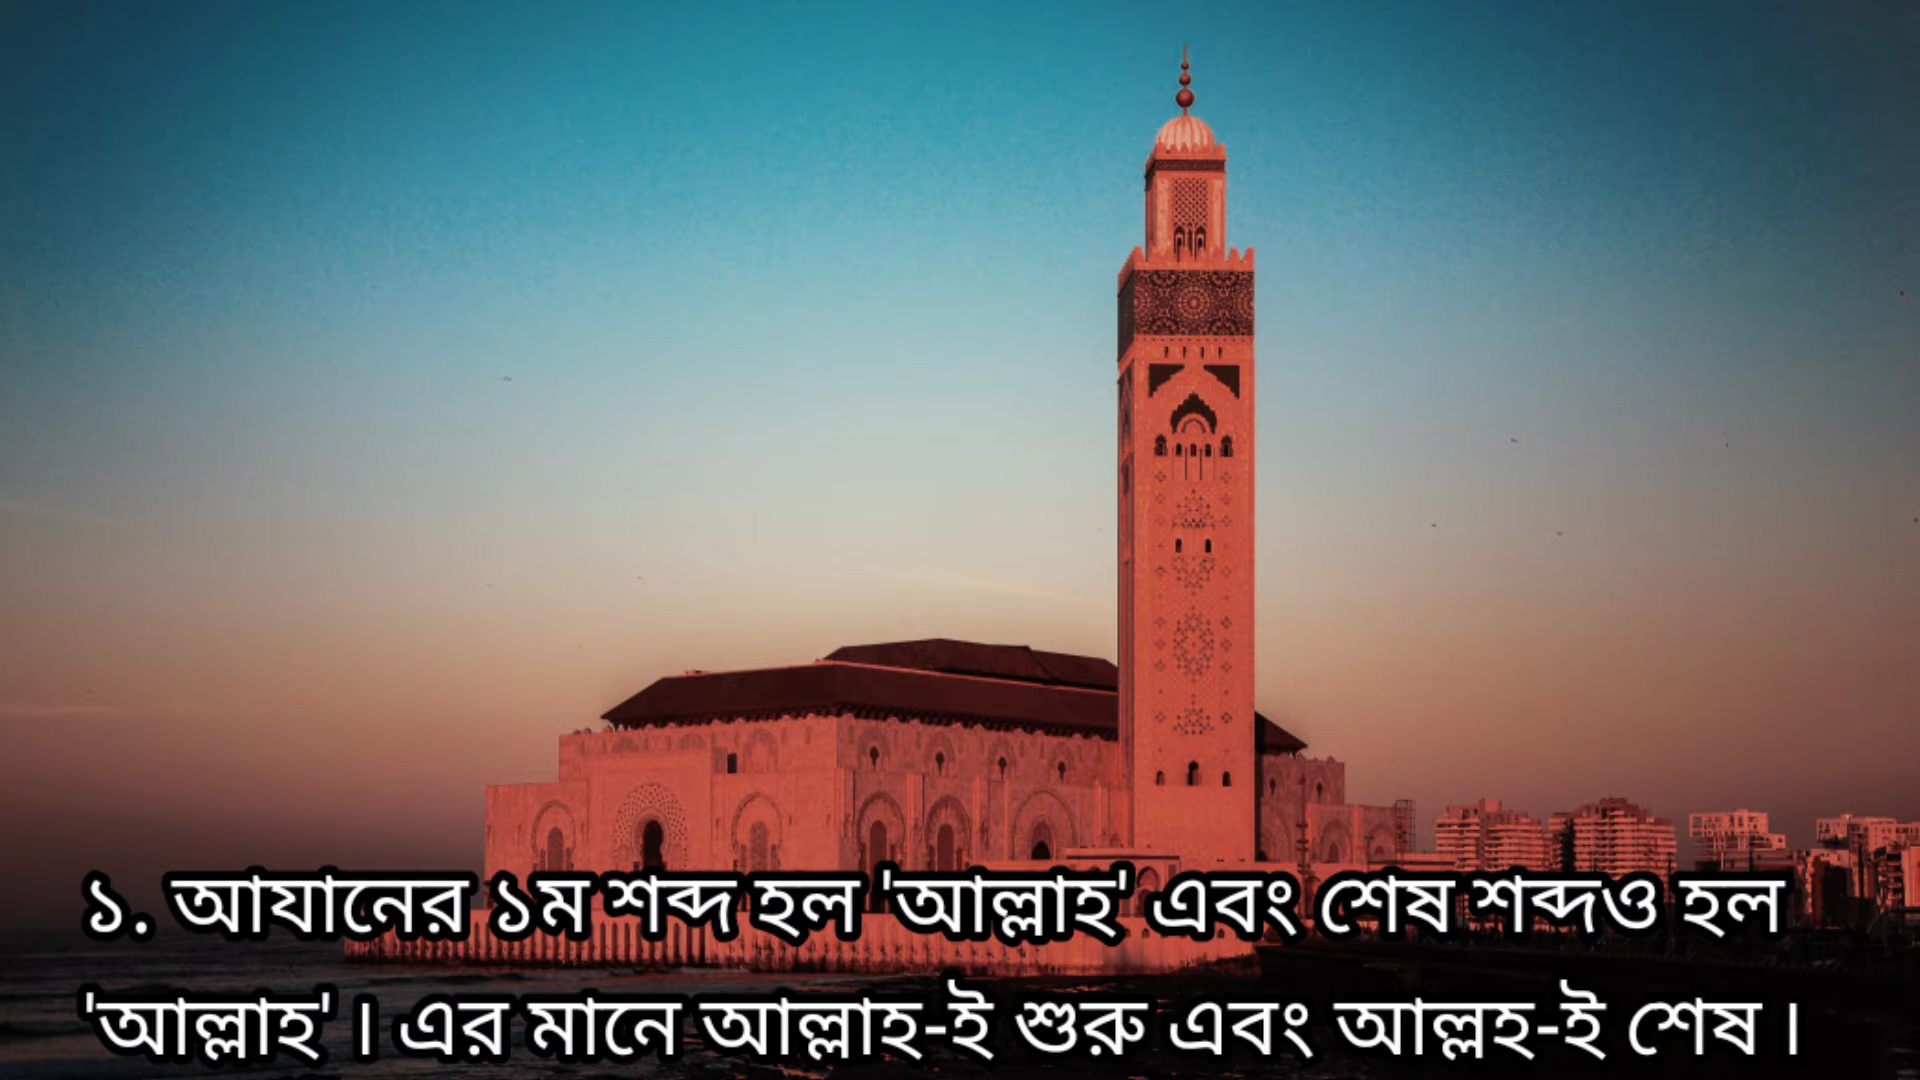 ১. আযানের ১ম শব্দ হল 'আল্লাহ' এবং শেষ শব্দও হল
'আল্লাহ' । এর মানে আল্লাহ-ই শুরু এবং আল্লহ-ই শেষ ।